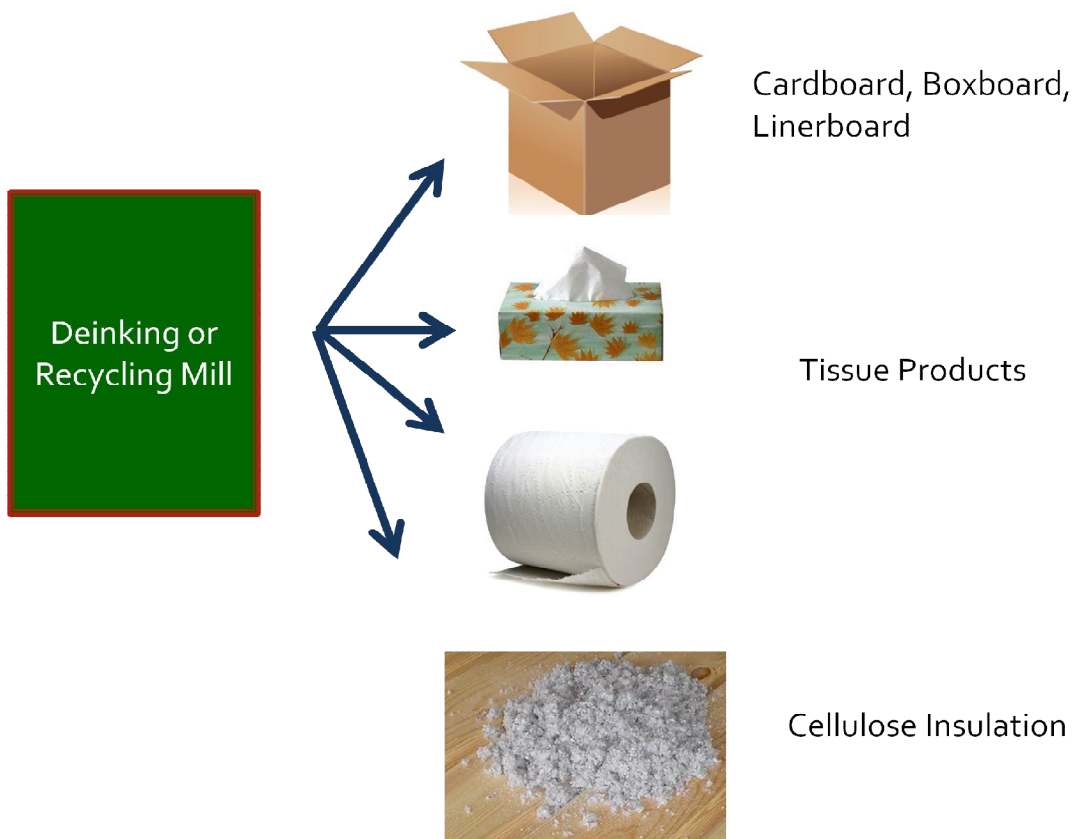 Cardboard, Boxboard,
Linerboard
Deinking or
Recycling Mill
Tissue Products
Cellulose Insulation